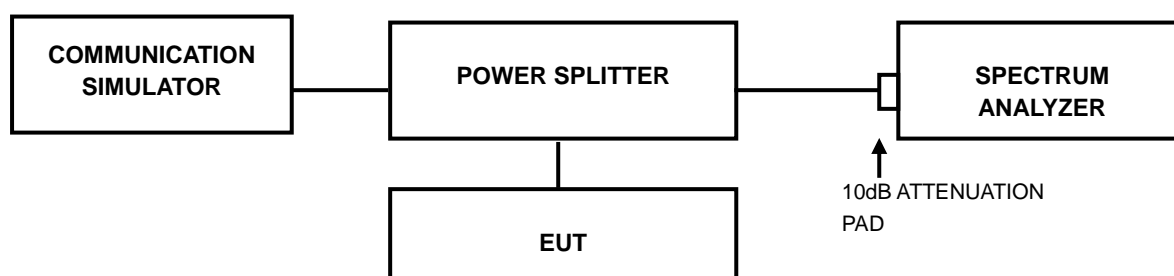 COMMUNICATION
SIMULATOR
POWER SPLITTER
SPECTRUM
ANALYZER
10dB ATTENUATION
PAD
EUT